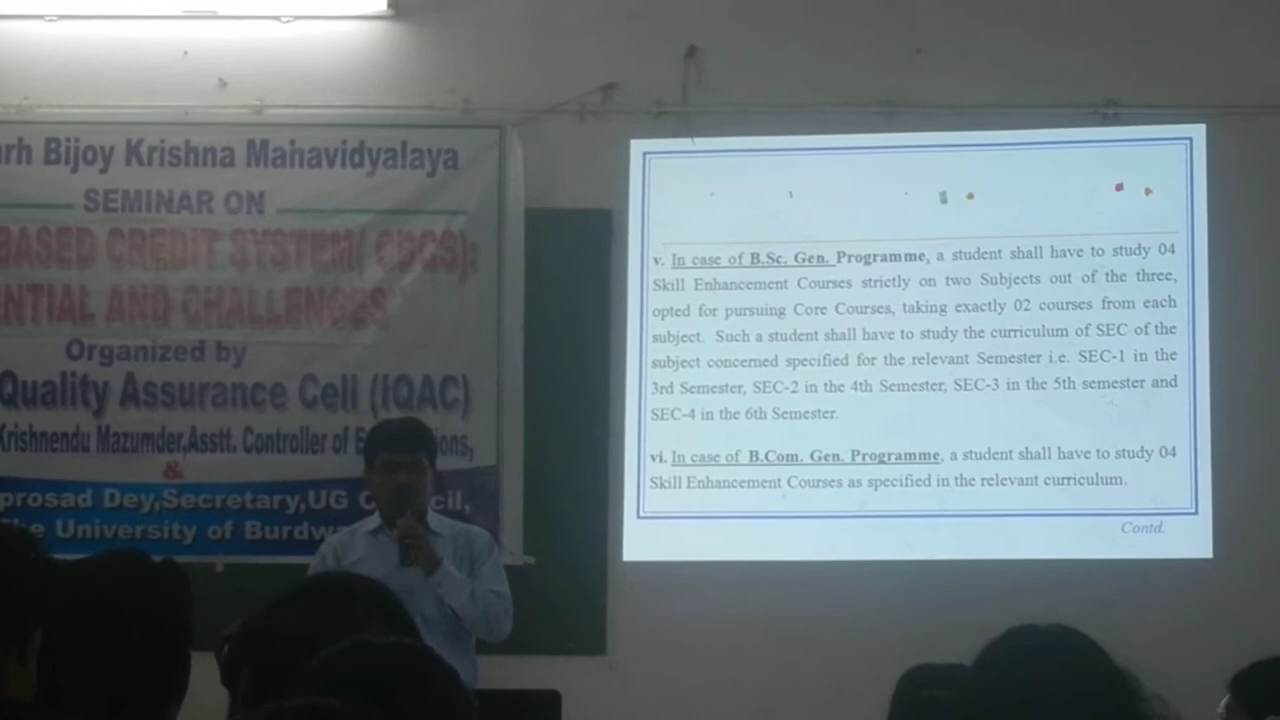 Bijoy Krishna Mahavidyalaya
SEMINAR ON
BASED CREDIT SYSTEM( CBCS):
AND CHALLENGES
Organized by
Quality Assurance Cell (IQAC)
Krishnendu Mazumder,Asstt. Controller of
&
Dey,Secretary,UG
University of
v. In case of B.Sc. Gen. Programme, a student shall have to study 04
Skill Enhancement Courses strictly on two Subjects out of the three,
opted for pursuing Core Courses, taking exactly 02 courses from each
subject. Such a student shall have to study the curriculum of SEC of the
subject concerned specified for the relevant Semester i.e. SEC-1 in the
3rd Semester, SEC-2 in the 4th Semester, SEC-3 in the 5th semester and
SEC-4 in the 6th Semester.
vi. In case of B.Com. Gen. Programme, a student shall have to study 04
Skill Enhancement Courses as specified in the relevant curriculum.
Contd.